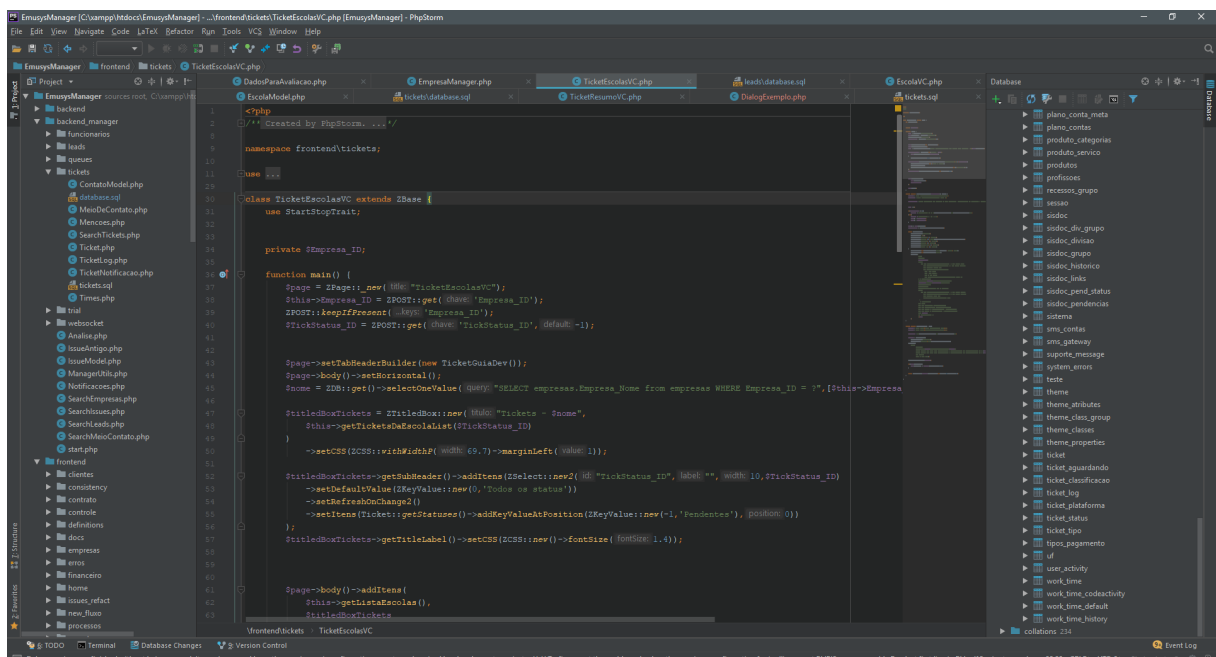 EmusysManager [C:\xampp\htdocs\EmusysManager] - ...\frontend\tickets\TicketEscolasVC.php [EmusysManager] - PhpStorm
File Edit View Navigate Code LaTeX Refactor Run Tools VCS Window Help
EmusysManager frontend tickets TicketEscolasVC.php
Project
EmusysManager sources root,
backend
backend_manager
funcionarios
leads
queues
tickets
ContatoModel.php
database.sql
MeioDeContato.php
Mencoes.php
SearchTickets.php
Ticket.php
TicketLog.php
TicketNotificacao.php
tickets.sql
Times.php
trial
websocket
Analise.php
IssueAntigo.php
IssueModel.php
ManagerUtils.php
Notificacoes.php
SearchEmpresas.php
SearchIssues.php
SearchLeads.php
SearchMeioContato.php
start.php
frontend
clientes
consistency
contrato
controle
definitions
docs
empresas
erros
financeiro
home
issues_refact
new_fluxo
processos
1: Project
7: Structure
2: Favorites
DadosParaAvaliacao.php EmpresaManager.php TicketEscolasVC.php leads\database.sql EscolaVC.php
EscolaModel.php tickets\database.sql TicketResumoVC.php DialogExemplo.php tickets.sql
<?php
/** Created by PhpStorm. ...*/
namespace frontend\tickets;
use ...
class TicketEscolasVC extends ZBase {
use StartStopTrait;
private $Empresa_ID;
function main() {
$page = ZPage::_new( title: "TicketEscolasVC");
$this->Empresa_ID = ZPOST::get( chave: 'Empresa_ID');
ZPOST::keepIfPresent( ...keys: 'Empresa_ID');
$TickStatus_ID = ZPOST::get( chave: 'TickStatus_ID', default: -1);
$page->setTabHeaderBuilder(new TicketGuiaDev());
$page->body()->setHorizontal();
$nome = ZDB::get()->selectOneValue( query: "SELECT empresas.Empresa_Nome from empresas WHERE Empresa_ID = ?",[$this->Empresa
$titledBoxTickets = ZTitledBox::new( titulo: "Tickets - $nome",
$this->getTicketsDaEscolaList($TickStatus_ID)
)
->setCSS(ZCSS::withWidthP( width: 69.7)->marginLeft( value: 1));
$titledBoxTickets->getSubHeader()->addItens(ZSelect::new2( id: "TickStatus_ID", label: "", width: 10,$TickStatus_ID)
->setDefaultValue(ZKeyValue::new(0,'Todos os status'))
->setRefreshOnChange2()
->setItens(Ticket::getStatuses()->addKeyValueAtPosition(ZKeyValue::new(-1,'Pendentes'), position: 0))
);
$titledBoxTickets->getTitleLabel()->setCSS(ZCSS::new()->fontSize( fontSize: 1.4));
$page->body()->addItens(
$this->getListaEscolas(),
$titledBoxTickets
\frontend\tickets TicketEscolasVC
Database
plano_conta_meta
plano_contas
produto_categorias
produto_servico
produtos
profissoes
recessos_grupo
sessao
sisdoc
sisdoc_div_grupo
sisdoc_divisao
sisdoc_grupo
sisdoc_historico
sisdoc_links
sisdoc_pend_status
sisdoc_pendencias
sistema
sms_contas
sms_gateway
suporte_message
system_errors
teste
theme
theme_atributes
theme_class_group
theme_classes
theme_properties
ticket
ticket_aguardando
ticket_classificacao
ticket_log
ticket_plataforma
ticket_status
ticket_tipo
tipos_pagamento
uf
user_activity
work_time
work_time_codeactivity
work_time_default
work_time_history
collations 234
Database
6: TODO Terminal Database Changes 9: Version Control Event Log